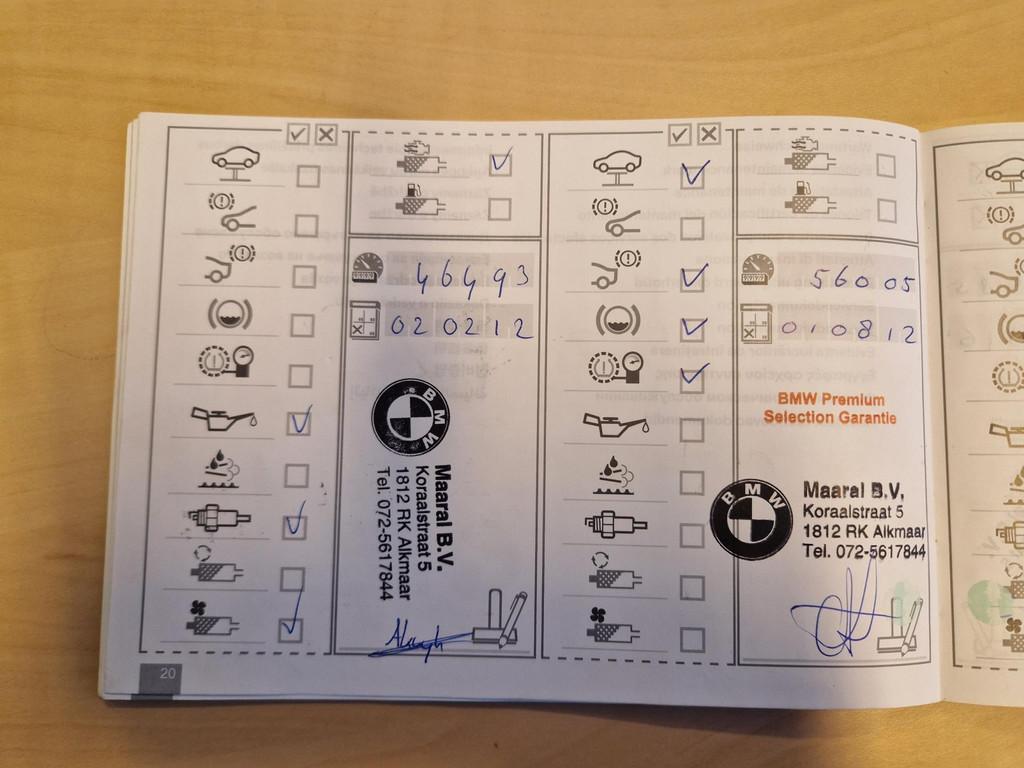 46493
020212
BMW
Maaral B.V.
Koraalstraat 5
1812 RK Alkmaar
Tel. 072-5617844
20
56005
010812
BMW Premium
Selection Garantie
BMW
Maaral B.V.
Koraalstraat 5
1812 RK Alkmaar
Tel. 072-5617844